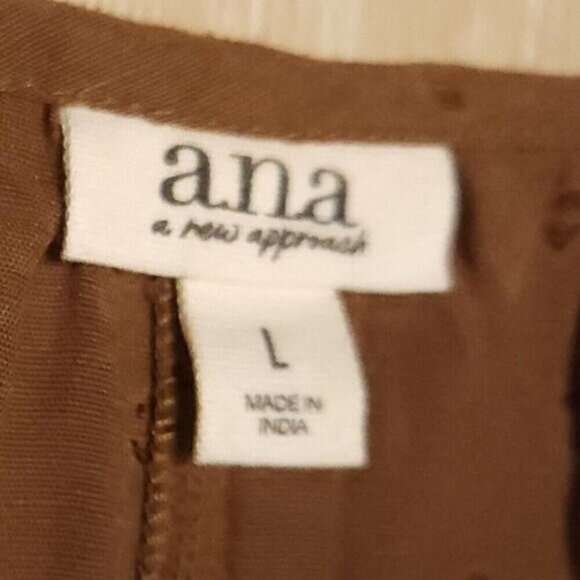 a.n.a
a new approach
L
MADE IN
INDIA